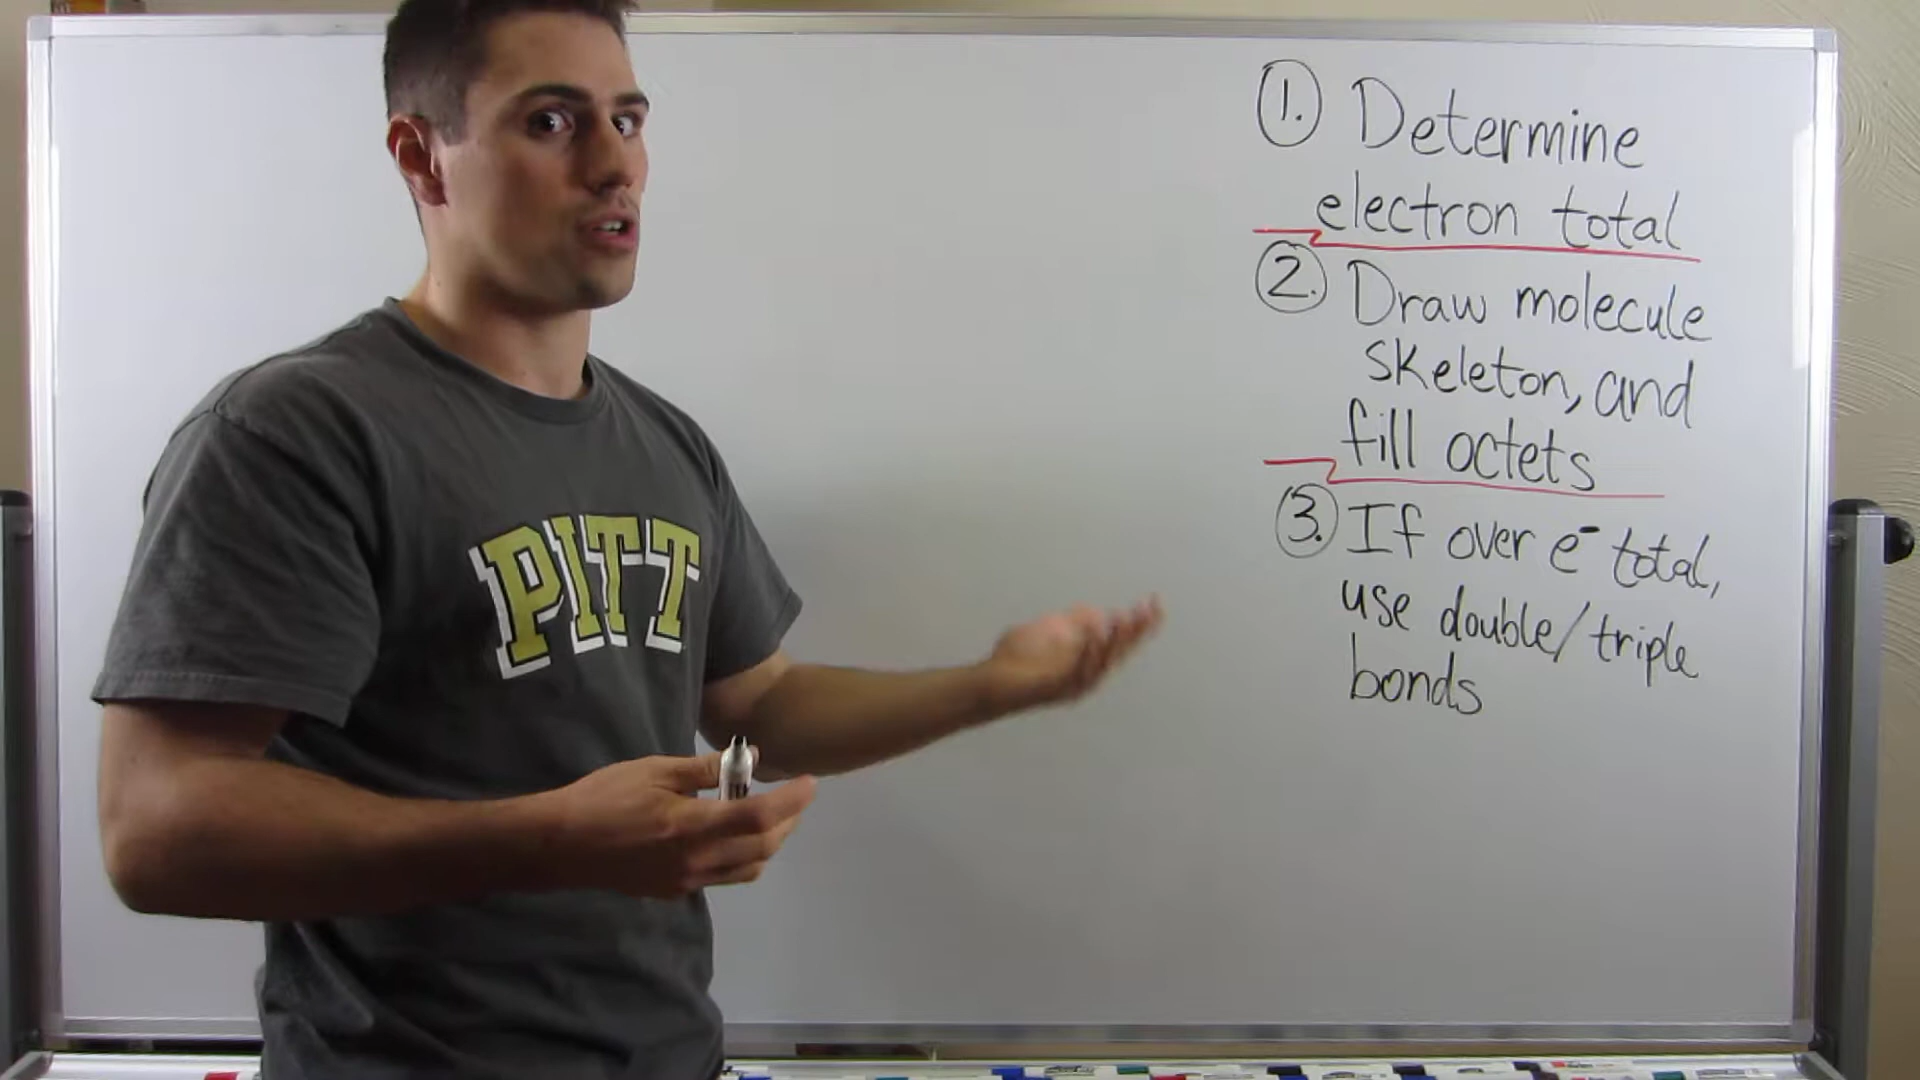 1. Determine
electron total
2. Draw molecule
skeleton, and
fill octets
3. If over e⁻ total,
use double/triple
bonds
PITT